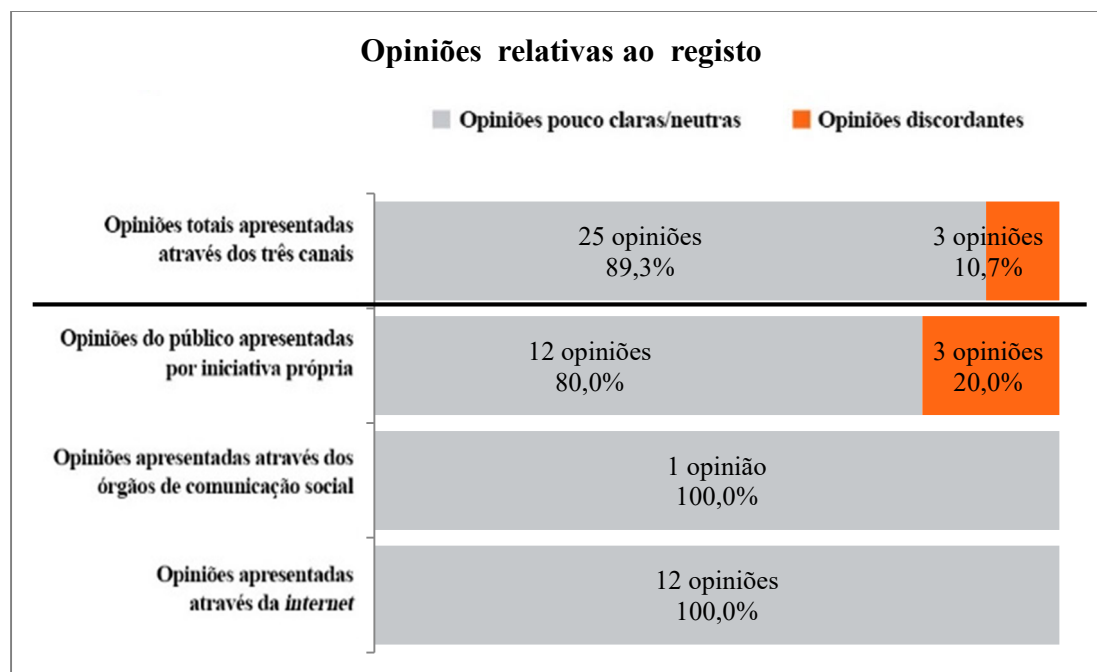 Opiniões relativas ao registo
Opiniões pouco claras/neutras
Opiniões discordantes
Opiniões totais apresentadas
através dos três canais
25 opiniões
89,3%
3 opiniões
10,7%
Opiniões do público apresentadas
por iniciativa própria
12 opiniões
80,0%
3 opiniões
20,0%
Opiniões apresentadas através dos
órgãos de comunicação social
1 opinião
100,0%
Opiniões apresentadas
através da internet
12 opiniões
100,0%